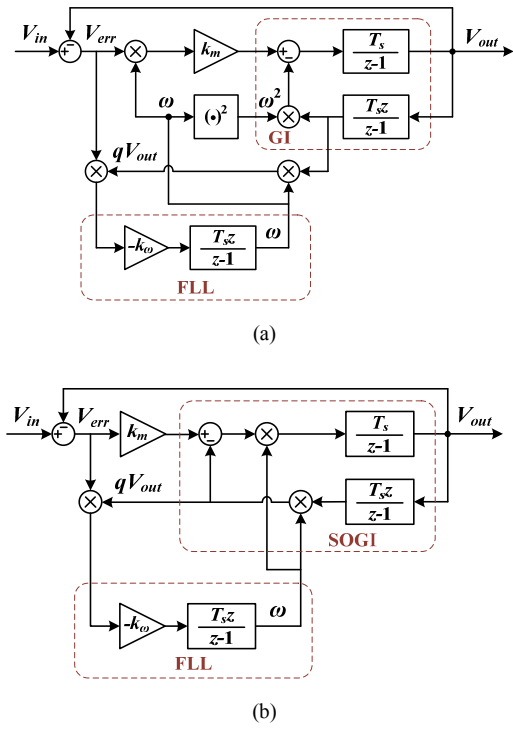 V_in V_err k_m T_s V_out
z-1
ω (•)² ω² T_s z
z-1
GI
qV_out
-k_ω T_s z ω
z-1
FLL
(a)
V_in V_err k_m T_s V_out
z-1
qV_out T_s z
z-1
SOGI
-k_ω T_s z ω
z-1
FLL
(b)